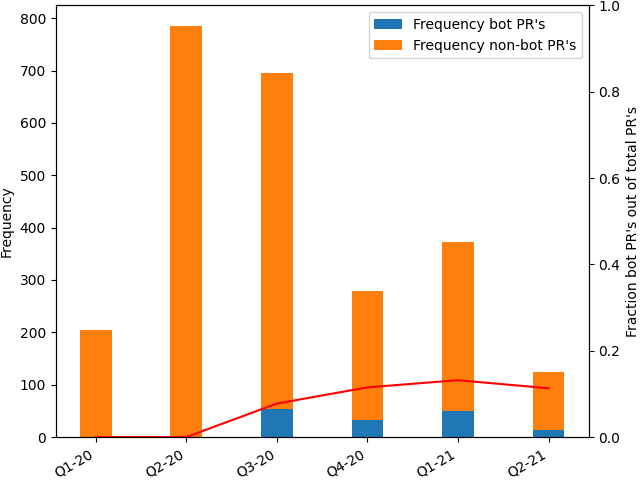 Frequency bot PR's
Frequency non-bot PR's
800
700
600
500
400
300
200
100
0
Frequency
1.0
0.8
0.6
0.4
0.2
0.0
Fraction bot PR's out of total PR's
Q1-20
Q2-20
Q3-20
Q4-20
Q1-21
Q2-21